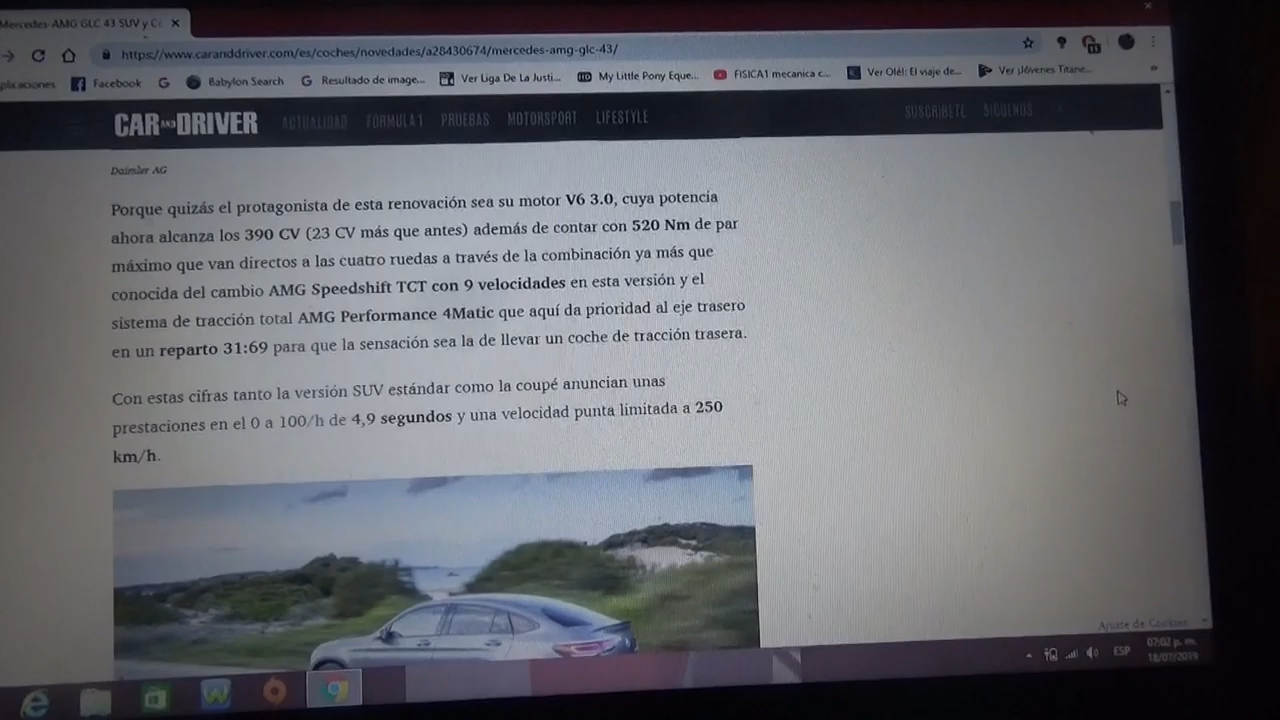 Mercedes-AMG GLC 43 SUV y Co
https://www.caranddriver.com/es/coches/novedades/a28430674/mercedes-amg-glc-43/
plicaciones Facebook Babylon Search Resultado de image... Ver Liga De La Justi... My Little Pony Eque... FISICA1 mecanica c... Ver Olé!: El viaje de... Ver ¡Jóvenes Titane...
CAR AND DRIVER ACTUALIDAD FORMULA 1 PRUEBAS MOTORSPORT LIFESTYLE SUSCRÍBETE SÍGUENOS
Daimler AG
Porque quizás el protagonista de esta renovación sea su motor V6 3.0, cuya potencia
ahora alcanza los 390 CV (23 CV más que antes) además de contar con 520 Nm de par
máximo que van directos a las cuatro ruedas a través de la combinación ya más que
conocida del cambio AMG Speedshift TCT con 9 velocidades en esta versión y el
sistema de tracción total AMG Performance 4Matic que aquí da prioridad al eje trasero
en un reparto 31:69 para que la sensación sea la de llevar un coche de tracción trasera.
Con estas cifras tanto la versión SUV estándar como la coupé anuncian unas
prestaciones en el 0 a 100/h de 4,9 segundos y una velocidad punta limitada a 250
km/h.
Ajuste de Cookies
ESP
07:02 p. m.
18/07/2019